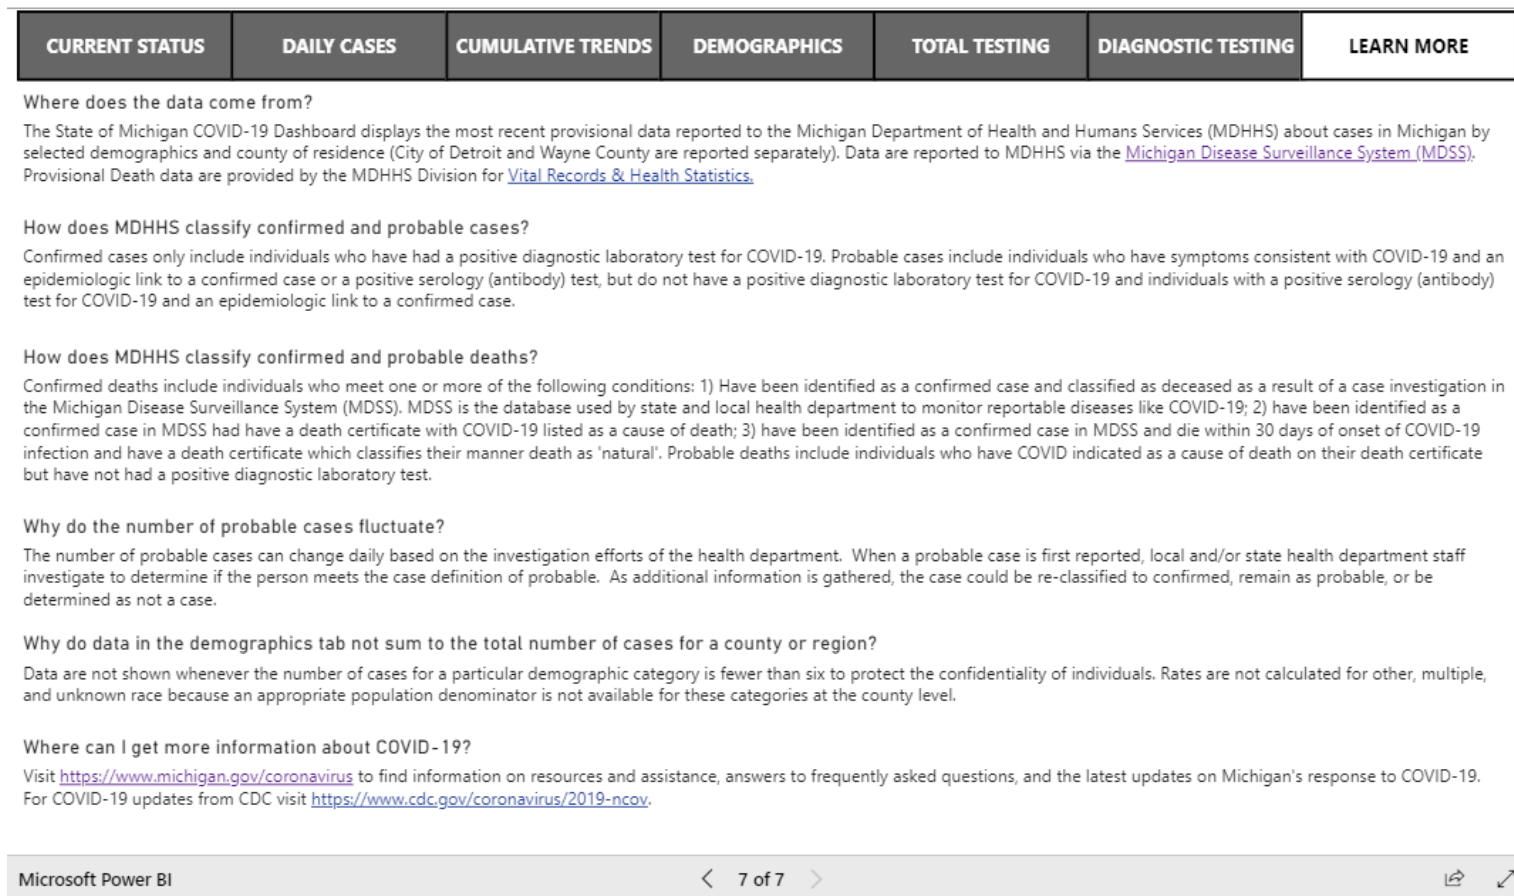 CURRENT STATUS DAILY CASES CUMULATIVE TRENDS DEMOGRAPHICS TOTAL TESTING DIAGNOSTIC TESTING LEARN MORE
Where does the data come from?
The State of Michigan COVID-19 Dashboard displays the most recent provisional data reported to the Michigan Department of Health and Humans Services (MDHHS) about cases in Michigan by
selected demographics and county of residence (City of Detroit and Wayne County are reported separately). Data are reported to MDHHS via the Michigan Disease Surveillance System (MDSS).
Provisional Death data are provided by the MDHHS Division for Vital Records & Health Statistics.
How does MDHHS classify confirmed and probable cases?
Confirmed cases only include individuals who have had a positive diagnostic laboratory test for COVID-19. Probable cases include individuals who have symptoms consistent with COVID-19 and an
epidemiologic link to a confirmed case or a positive serology (antibody) test, but do not have a positive diagnostic laboratory test for COVID-19 and individuals with a positive serology (antibody)
test for COVID-19 and an epidemiologic link to a confirmed case.
How does MDHHS classify confirmed and probable deaths?
Confirmed deaths include individuals who meet one or more of the following conditions: 1) Have been identified as a confirmed case and classified as deceased as a result of a case investigation in
the Michigan Disease Surveillance System (MDSS). MDSS is the database used by state and local health department to monitor reportable diseases like COVID-19; 2) have been identified as a
confirmed case in MDSS had have a death certificate with COVID-19 listed as a cause of death; 3) have been identified as a confirmed case in MDSS and die within 30 days of onset of COVID-19
infection and have a death certificate which classifies their manner death as 'natural'. Probable deaths include individuals who have COVID indicated as a cause of death on their death certificate
but have not had a positive diagnostic laboratory test.
Why do the number of probable cases fluctuate?
The number of probable cases can change daily based on the investigation efforts of the health department. When a probable case is first reported, local and/or state health department staff
investigate to determine if the person meets the case definition of probable. As additional information is gathered, the case could be re-classified to confirmed, remain as probable, or be
determined as not a case.
Why do data in the demographics tab not sum to the total number of cases for a county or region?
Data are not shown whenever the number of cases for a particular demographic category is fewer than six to protect the confidentiality of individuals. Rates are not calculated for other, multiple,
and unknown race because an appropriate population denominator is not available for these categories at the county level.
Where can I get more information about COVID-19?
Visit https://www.michigan.gov/coronavirus to find information on resources and assistance, answers to frequently asked questions, and the latest updates on Michigan's response to COVID-19.
For COVID-19 updates from CDC visit https://www.cdc.gov/coronavirus/2019-ncov.
Microsoft Power BI 7 of 7